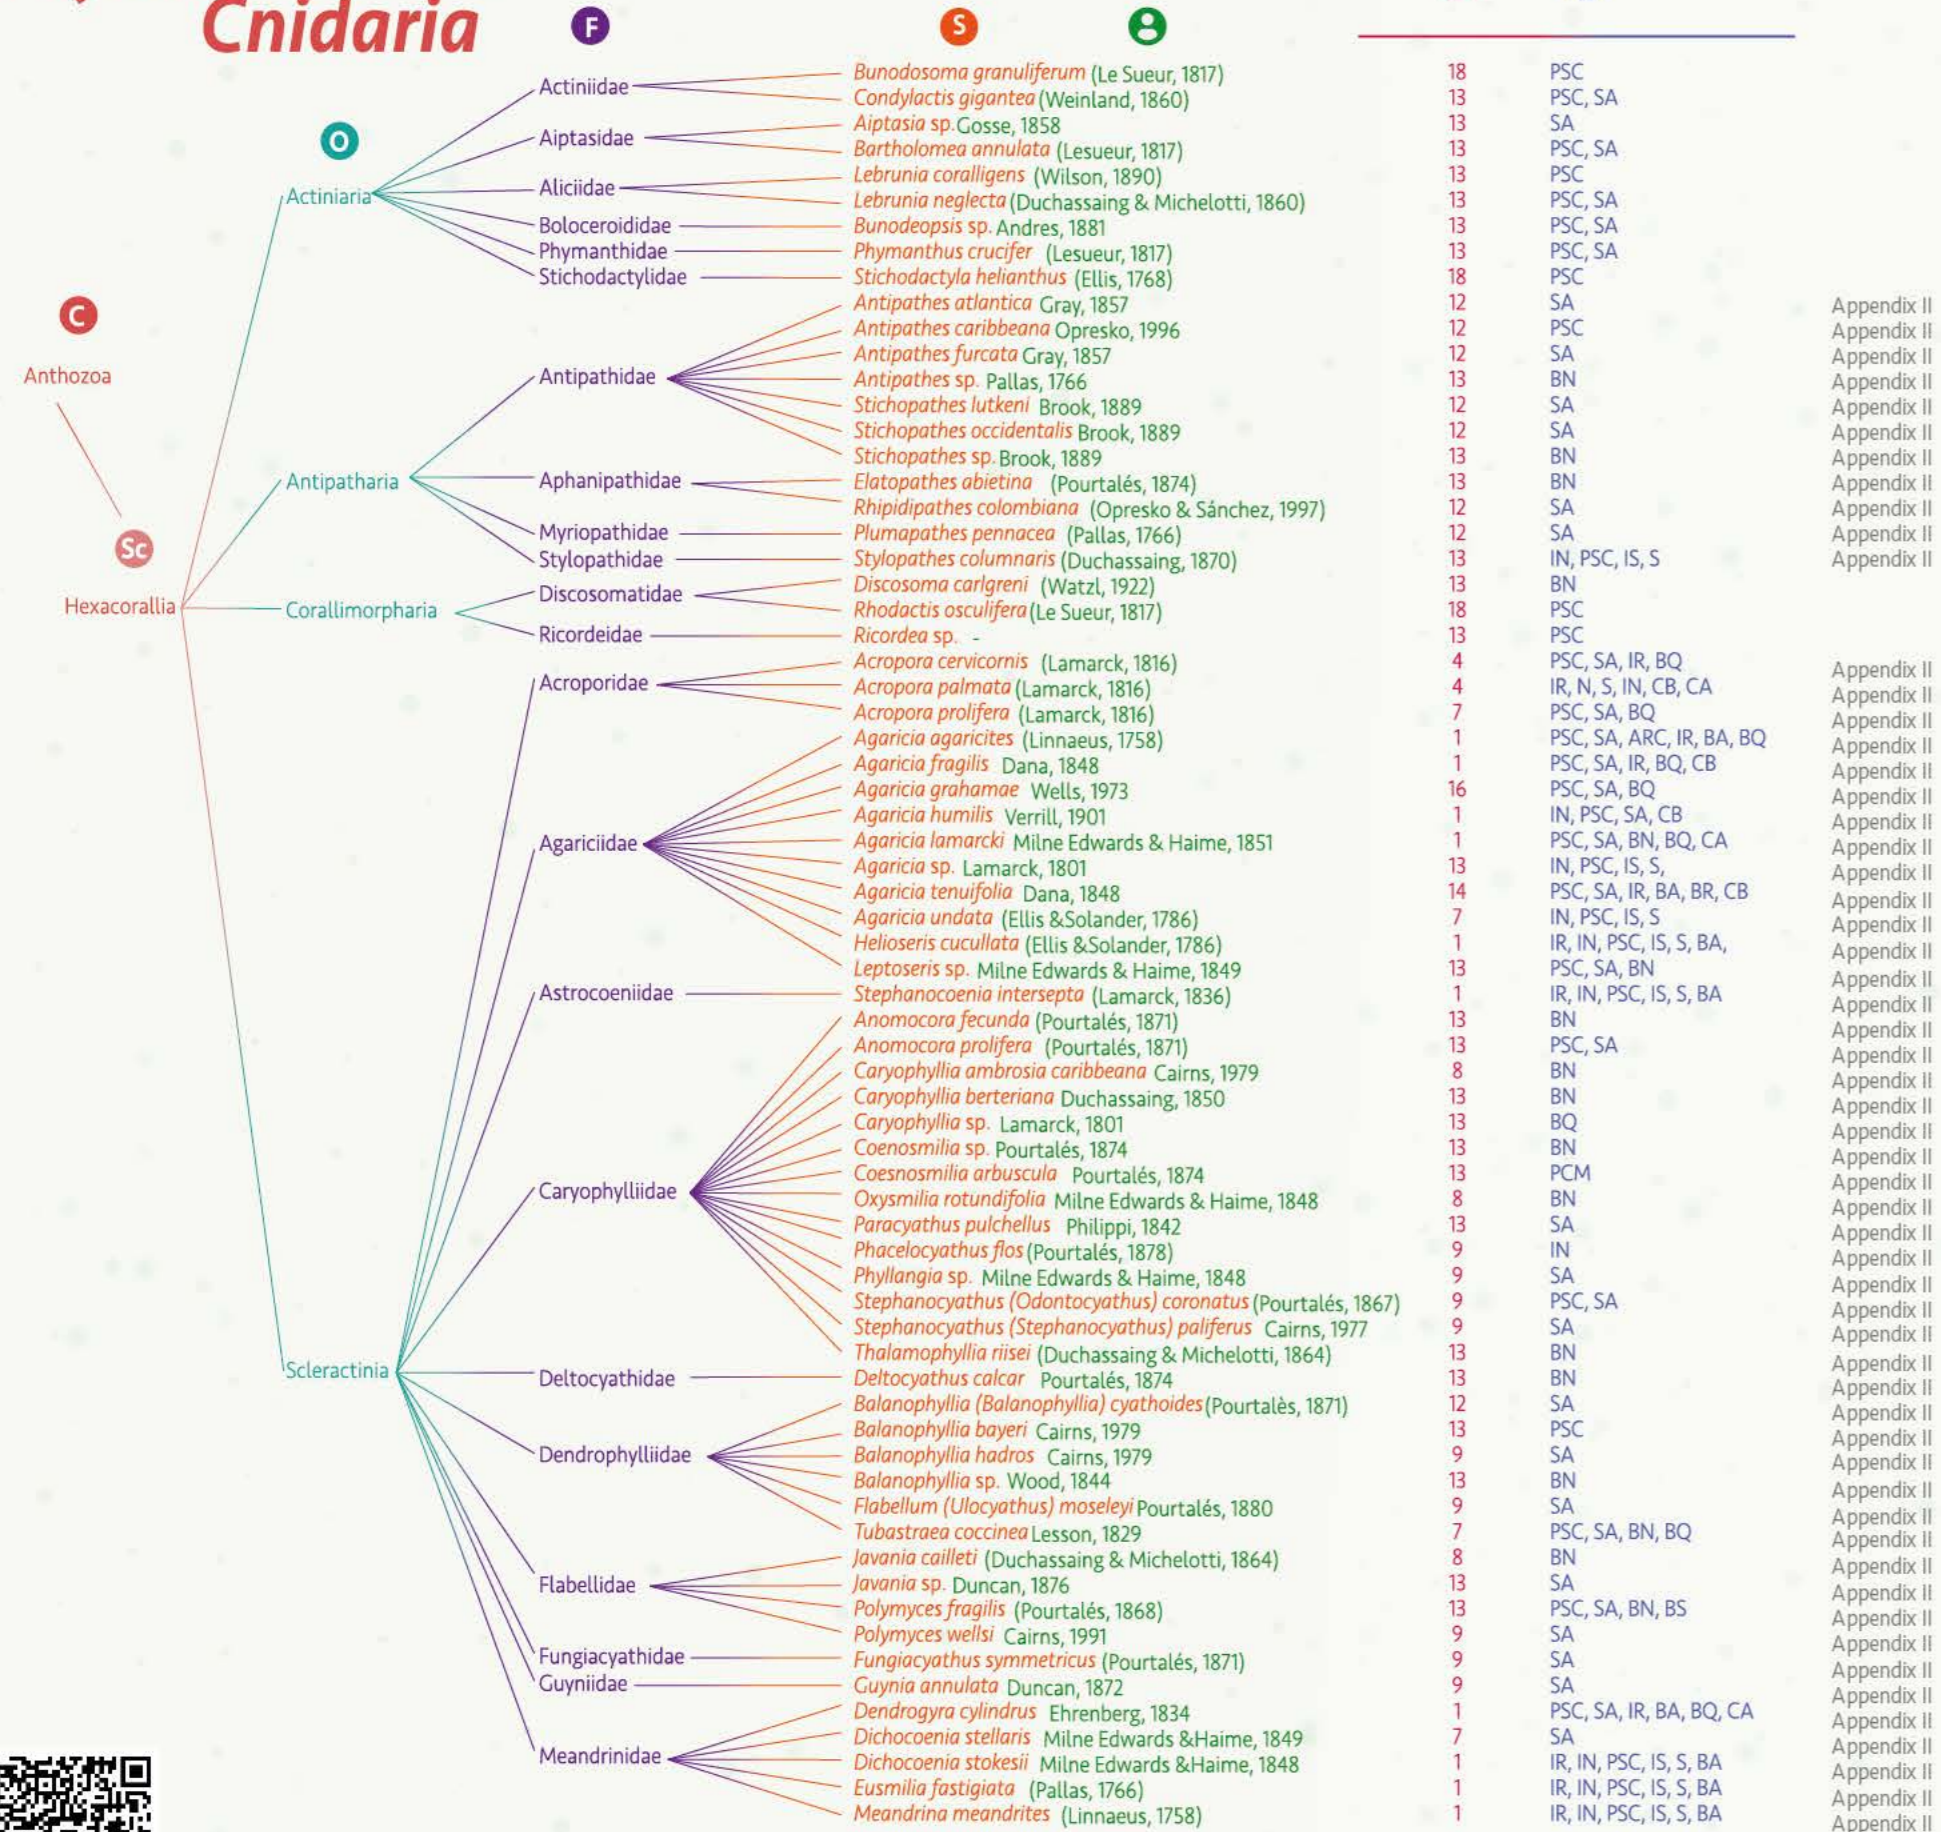 Cnidaria
F
S
O
C
Sc
Anthozoa
Hexacorallia
Actiniaria
Antipatharia
Corallimorpharia
Scleractinia
Actiniidae
Aiptasidae
Aliciidae
Boloceroididae
Phymanthidae
Stichodactylidae
Antipathidae
Aphanipathidae
Myriopathidae
Stylopathidae
Discosomatidae
Ricordeidae
Acroporidae
Agariciidae
Astrocoeniidae
Caryophylliidae
Deltocyathidae
Dendrophylliidae
Flabellidae
Fungiacyathidae
Guyniidae
Meandrinidae
Bunodosoma granuliferum (Le Sueur, 1817) 18 PSC
Condylactis gigantea (Weinland, 1860) 13 PSC, SA
Aiptasia sp. Gosse, 1858 13 SA
Bartholomea annulata (Lesueur, 1817) 13 PSC, SA
Lebrunia coralligens (Wilson, 1890) 13 PSC
Lebrunia neglecta (Duchassaing & Michelotti, 1860) 13 PSC, SA
Bunodeopsis sp. Andres, 1881 13 PSC, SA
Phymanthus crucifer (Lesueur, 1817) 13 PSC, SA
Stichodactyla helianthus (Ellis, 1768) 18 PSC
Antipathes atlantica Gray, 1857 12 SA Appendix II
Antipathes caribbeana Opresko, 1996 12 PSC Appendix II
Antipathes furcata Gray, 1857 12 SA Appendix II
Antipathes sp. Pallas, 1766 13 BN Appendix II
Stichopathes lutkeni Brook, 1889 12 SA Appendix II
Stichopathes occidentalis Brook, 1889 12 SA Appendix II
Stichopathes sp. Brook, 1889 13 BN Appendix II
Elatopathes abietina (Pourtalés, 1874) 13 BN Appendix II
Rhipidipathes colombiana (Opresko & Sánchez, 1997) 12 SA Appendix II
Plumapathes pennacea (Pallas, 1766) 12 SA Appendix II
Stylopathes columnaris (Duchassaing, 1870) 13 IN, PSC, IS, S Appendix II
Discosoma carlgreni (Watzl, 1922) 13 BN
Rhodactis osculifera (Le Sueur, 1817) 18 PSC
Ricordea sp. - 13 PSC
Acropora cervicornis (Lamarck, 1816) 4 PSC, SA, IR, BQ Appendix II
Acropora palmata (Lamarck, 1816) 4 IR, N, S, IN, CB, CA Appendix II
Acropora prolifera (Lamarck, 1816) 7 PSC, SA, BQ Appendix II
Agaricia agaricites (Linnaeus, 1758) 1 PSC, SA, ARC, IR, BA, BQ Appendix II
Agaricia fragilis Dana, 1848 1 PSC, SA, IR, BQ, CB Appendix II
Agaricia grahamae Wells, 1973 16 PSC, SA, BQ Appendix II
Agaricia humilis Verrill, 1901 1 IN, PSC, SA, CB Appendix II
Agaricia lamarcki Milne Edwards & Haime, 1851 1 PSC, SA, BN, BQ, CA Appendix II
Agaricia sp. Lamarck, 1801 13 IN, PSC, IS, S, Appendix II
Agaricia tenuifolia Dana, 1848 14 PSC, SA, IR, BA, BR, CB Appendix II
Agaricia undata (Ellis &Solander, 1786) 7 IN, PSC, IS, S Appendix II
Helioseris cucullata (Ellis &Solander, 1786) 1 IR, IN, PSC, IS, S, BA, Appendix II
Leptoseris sp. Milne Edwards & Haime, 1849 13 PSC, SA, BN Appendix II
Stephanocoenia intersepta (Lamarck, 1836) 1 IR, IN, PSC, IS, S, BA Appendix II
Anomocora fecunda (Pourtalés, 1871) 13 BN Appendix II
Anomocora prolifera (Pourtalés, 1871) 13 PSC, SA Appendix II
Caryophyllia ambrosia caribbeana Cairns, 1979 8 BN Appendix II
Caryophyllia berteriana Duchassaing, 1850 13 BN Appendix II
Caryophyllia sp. Lamarck, 1801 13 BQ Appendix II
Coenosmilia sp. Pourtalés, 1874 13 BN Appendix II
Coesnosmilia arbuscula Pourtalés, 1874 13 PCM Appendix II
Oxysmilia rotundifolia Milne Edwards & Haime, 1848 8 BN Appendix II
Paracyathus pulchellus Philippi, 1842 13 SA Appendix II
Phacelocyathus flos (Pourtalés, 1878) 9 IN Appendix II
Phyllangia sp. Milne Edwards & Haime, 1848 9 SA Appendix II
Stephanocyathus (Odontocyathus) coronatus (Pourtalés, 1867) 9 PSC, SA Appendix II
Stephanocyathus (Stephanocyathus) paliferus Cairns, 1977 9 SA Appendix II
Thalamophyllia riisei (Duchassaing & Michelotti, 1864) 13 BN Appendix II
Deltocyathus calcar Pourtalés, 1874 13 BN Appendix II
Balanophyllia (Balanophyllia) cyathoides (Pourtalès, 1871) 12 SA Appendix II
Balanophyllia bayeri Cairns, 1979 13 PSC Appendix II
Balanophyllia hadros Cairns, 1979 9 SA Appendix II
Balanophyllia sp. Wood, 1844 13 BN Appendix II
Flabellum (Ulocyathus) moseleyi Pourtalés, 1880 9 SA Appendix II
Tubastraea coccinea Lesson, 1829 7 PSC, SA, BN, BQ Appendix II
Javania cailleti (Duchassaing & Michelotti, 1864) 8 BN Appendix II
Javania sp. Duncan, 1876 13 SA Appendix II
Polymyces fragilis (Pourtalés, 1868) 13 PSC, SA, BN, BS Appendix II
Polymyces wellsi Cairns, 1991 9 SA Appendix II
Fungiacyathus symmetricus (Pourtalés, 1871) 9 SA Appendix II
Guynia annulata Duncan, 1872 9 SA Appendix II
Dendrogyra cylindrus Ehrenberg, 1834 1 PSC, SA, IR, BA, BQ, CA Appendix II
Dichocoenia stellaris Milne Edwards &Haime, 1849 7 SA Appendix II
Dichocoenia stokesii Milne Edwards &Haime, 1848 1 IR, IN, PSC, IS, S, BA Appendix II
Eusmilia fastigiata (Pallas, 1766) 1 IR, IN, PSC, IS, S, BA Appendix II
Meandrina meandrites (Linnaeus, 1758) 1 IR, IN, PSC, IS, S, BA Appendix II